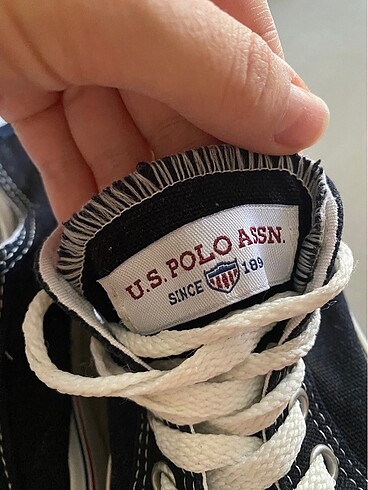 U.S. POLO ASSN.
SINCE 189